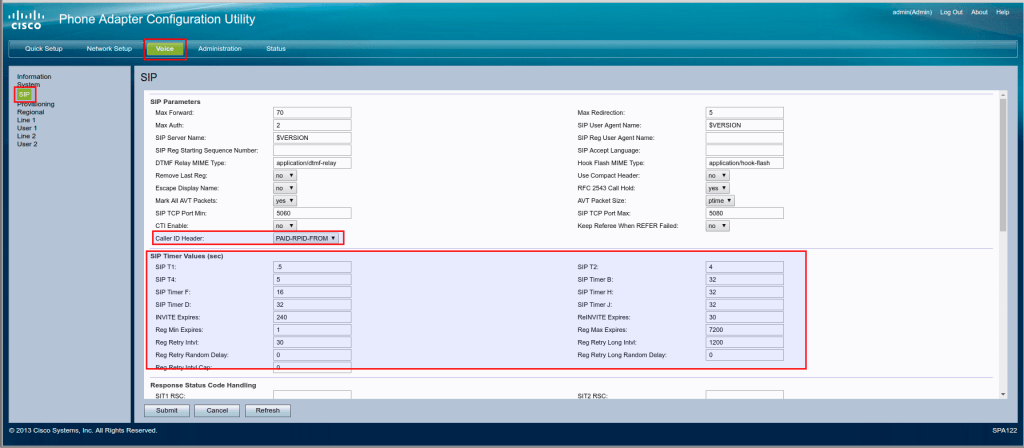 CISCO Phone Adapter Configuration Utility admin(Admin) Log Out About Help
Quick Setup Network Setup Voice Administration Status
Information
System
SIP
Provisioning
Regional
Line 1
User 1
Line 2
User 2
SIP
SIP Parameters
Max Forward: 70 Max Redirection: 5
Max Auth: 2 SIP User Agent Name: $VERSION
SIP Server Name: $VERSION SIP Reg User Agent Name:
SIP Reg Starting Sequence Number: SIP Accept Language:
DTMF Relay MIME Type: application/dtmf-relay Hook Flash MIME Type: application/hook-flash
Remove Last Reg: no Use Compact Header: no
Escape Display Name: no RFC 2543 Call Hold: yes
Mark All AVT Packets: yes AVT Packet Size: ptime
SIP TCP Port Min: 5060 SIP TCP Port Max: 5080
CTI Enable: no Keep Referee When REFER Failed: no
Caller ID Header: PAID-RPID-FROM
SIP Timer Values (sec)
SIP T1: .5 SIP T2: 4
SIP T4: 5 SIP Timer B: 32
SIP Timer F: 16 SIP Timer H: 32
SIP Timer D: 32 SIP Timer J: 32
INVITE Expires: 240 ReINVITE Expires: 30
Reg Min Expires: 1 Reg Max Expires: 7200
Reg Retry Intvl: 30 Reg Retry Long Intvl: 1200
Reg Retry Random Delay: 0 Reg Retry Long Random Delay: 0
Reg Retry Intvl Cap: 0
Response Status Code Handling
SIT1 RSC: SIT2 RSC:
Submit Cancel Refresh
© 2013 Cisco Systems, Inc. All Rights Reserved. SPA122